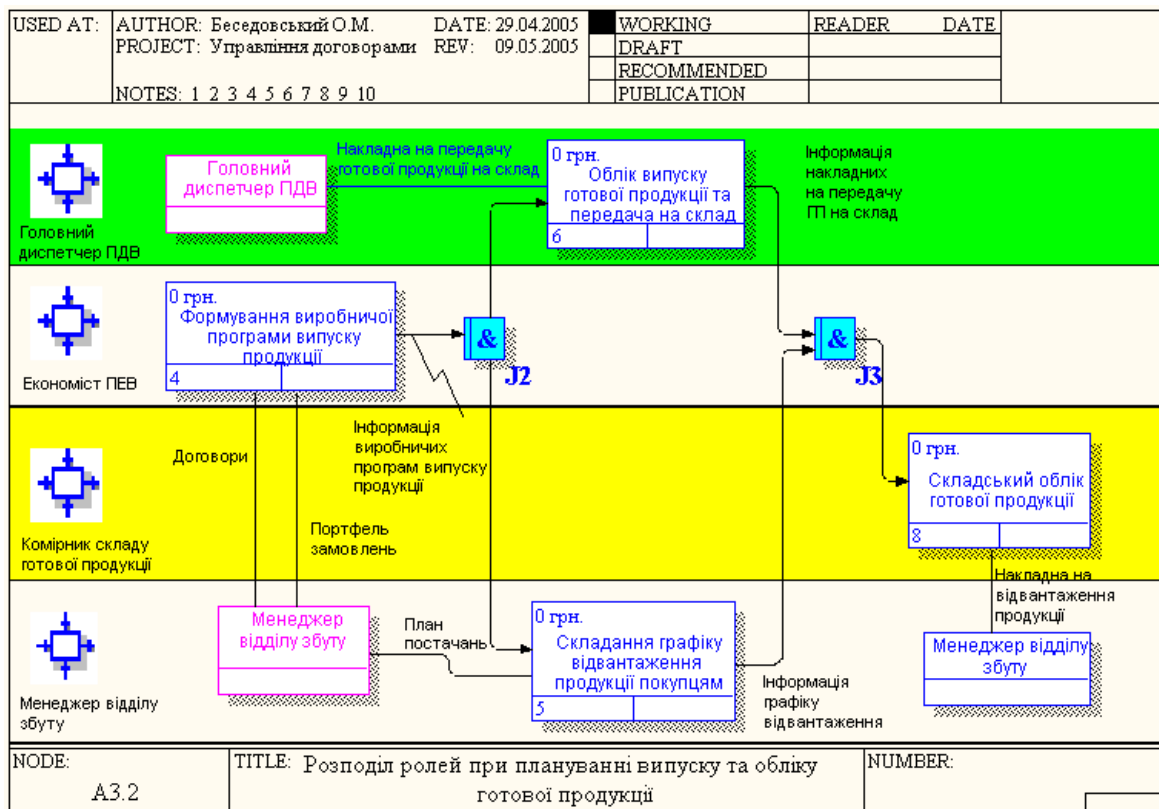 USED AT: AUTHOR: Беседовський О.М. DATE: 29.04.2005 WORKING READER DATE
PROJECT: Управління договорами REV: 09.05.2005 DRAFT
RECOMMENDED
NOTES: 1 2 3 4 5 6 7 8 9 10 PUBLICATION
Головний
диспетчер ПДВ
Головний
диспетчер ПДВ
Накладна на передачу
готової продукції на склад
0 грн.
Облік випуску
готової продукції та
передача на склад
6
Інформація
накладних
на передачу
ГП на склад
Економіст ПЕВ
0 грн.
Формування виробничої
програми випуску
продукції
4
&
J2
&
J3
Комірник складу
готової продукції
Договори
Інформація
виробничих
програм випуску
продукції
Портфель
замовлень
0 грн.
Складський облік
готової продукції
8
Накладна на
відвантаження
продукції
Менеджер відділу
збуту
Менеджер
відділу збуту
План
постачань
0 грн.
Складання графіку
відвантаження
продукції покупцям
5
Інформація
графіку
відвантаження
Менеджер відділу
збуту
NODE: TITLE: Розподіл ролей при плануванні випуску та обліку NUMBER:
A3.2 готової продукції